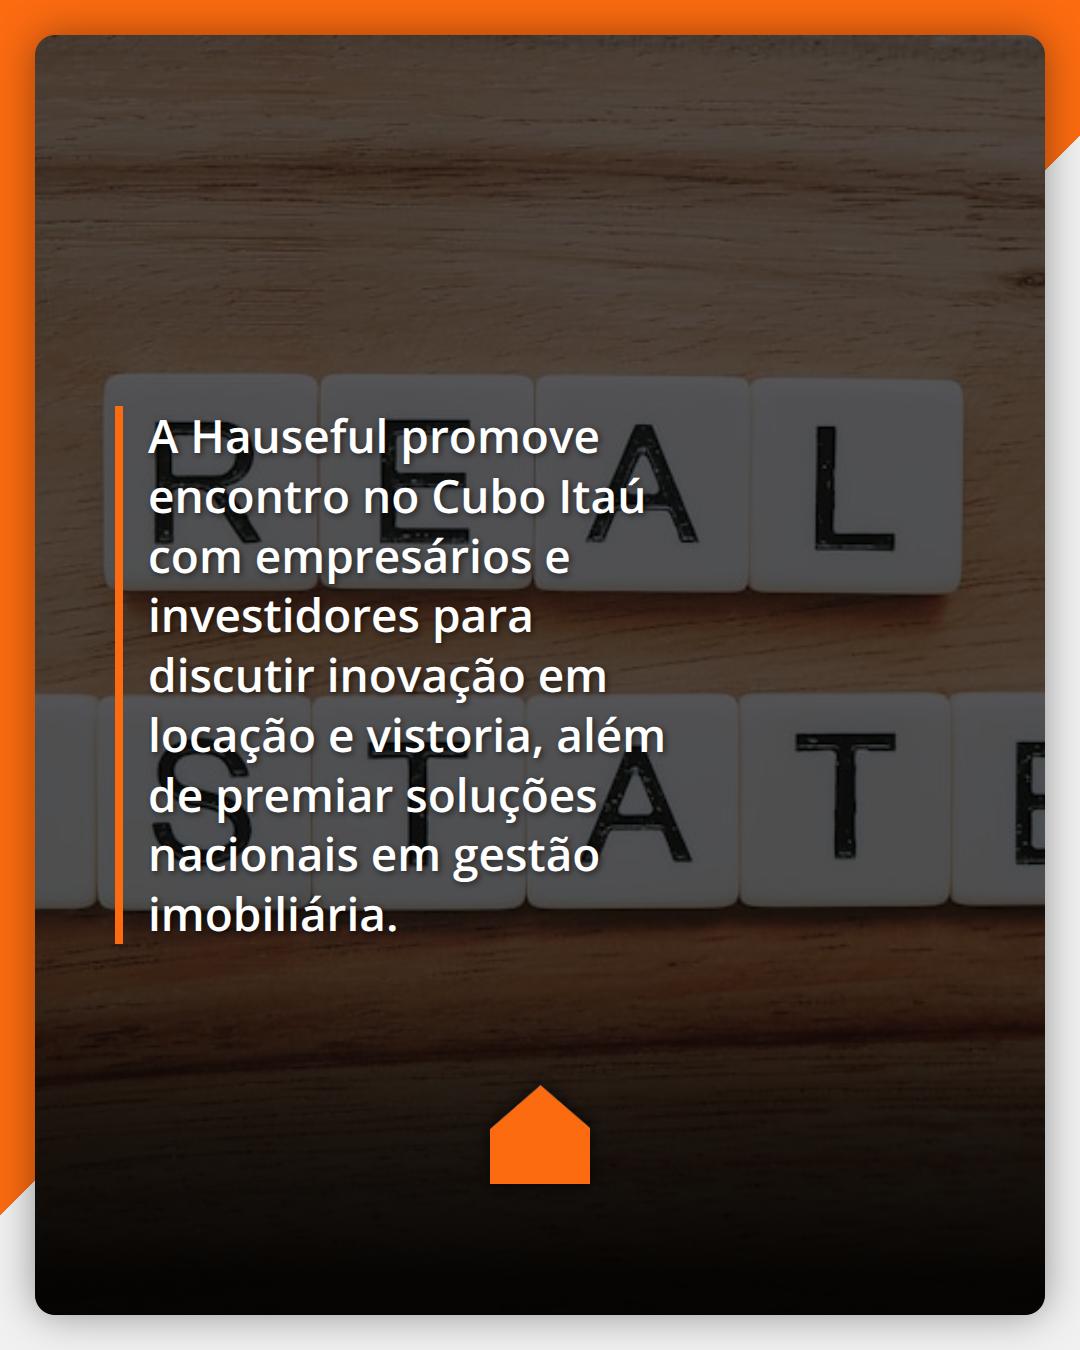 A Hauseful promove
encontro no Cubo Itaú
com empresários e
investidores para
discutir inovação em
locação e vistoria, além
de premiar soluções
nacionais em gestão
imobiliária.
R E A L
S T A T E